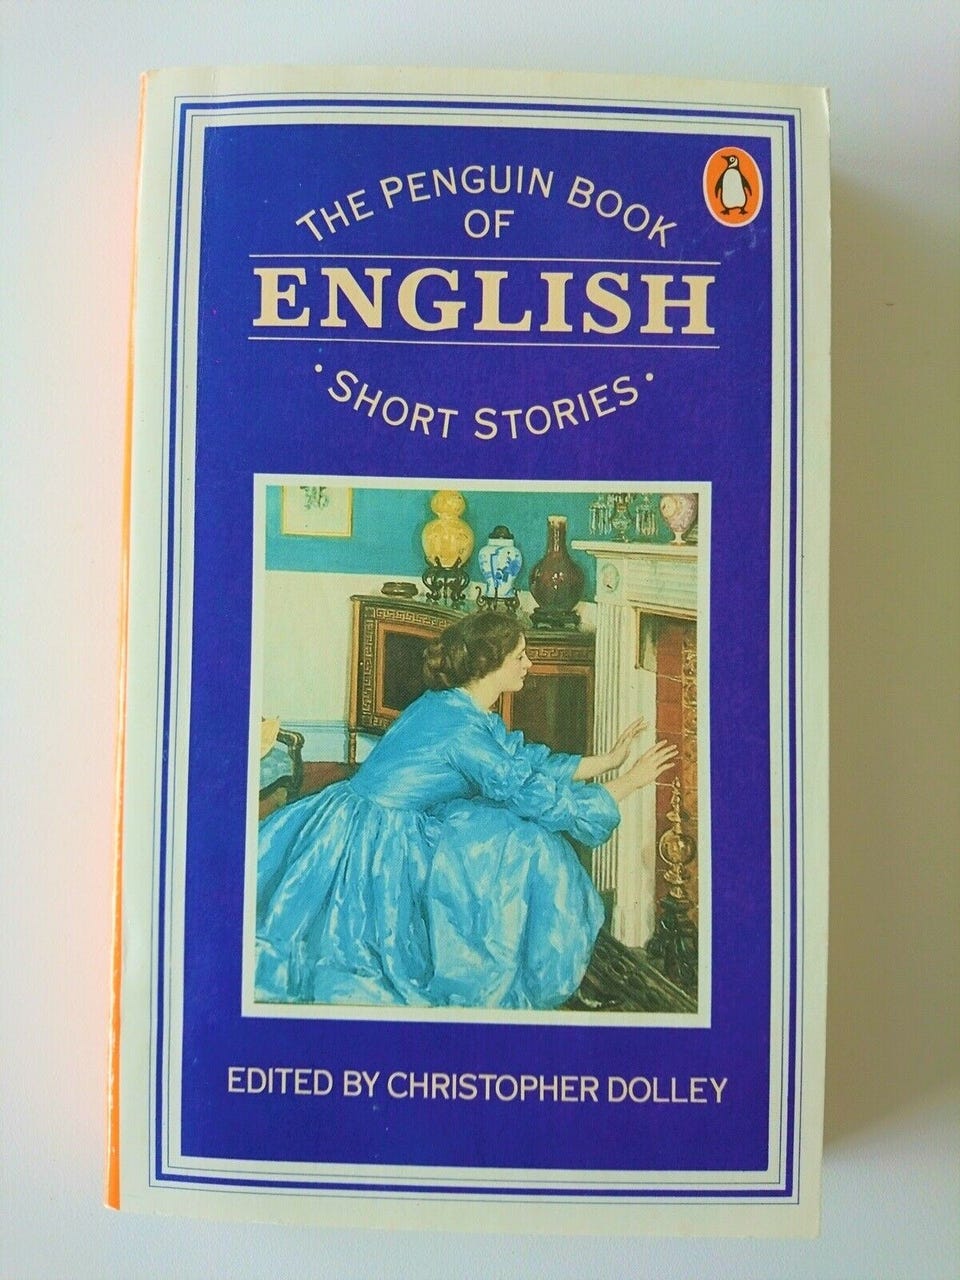 THE PENGUIN BOOK
OF
ENGLISH
· SHORT STORIES ·
EDITED BY CHRISTOPHER DOLLEY